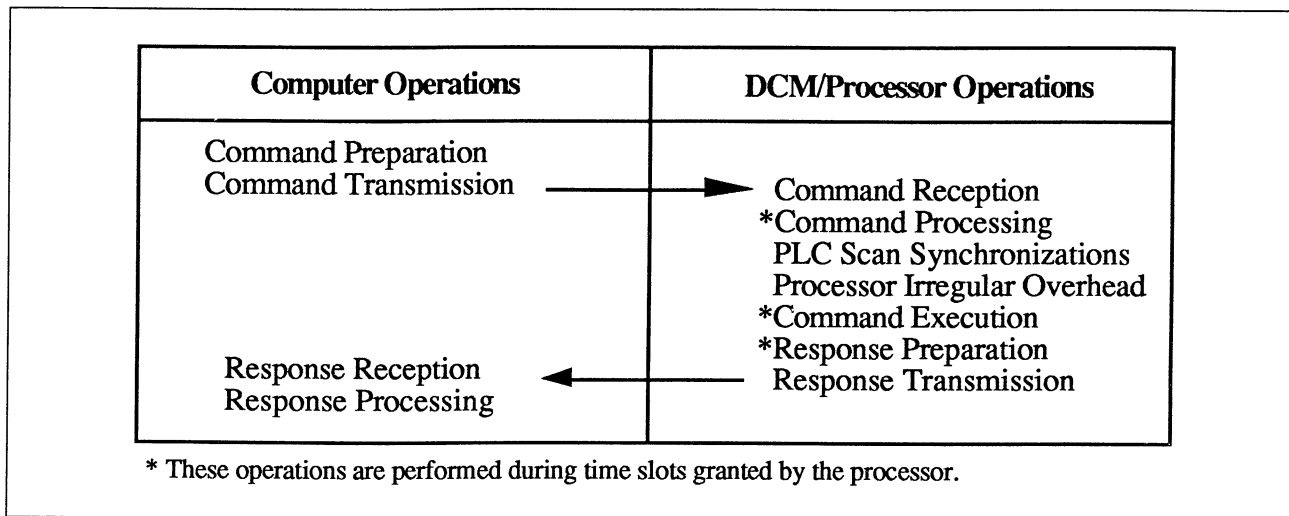 Computer Operations
DCM/Processor Operations
Command Preparation
Command Transmission
Command Reception
*Command Processing
PLC Scan Synchronizations
Processor Irregular Overhead
*Command Execution
*Response Preparation
Response Transmission
Response Reception
Response Processing
* These operations are performed during time slots granted by the processor.